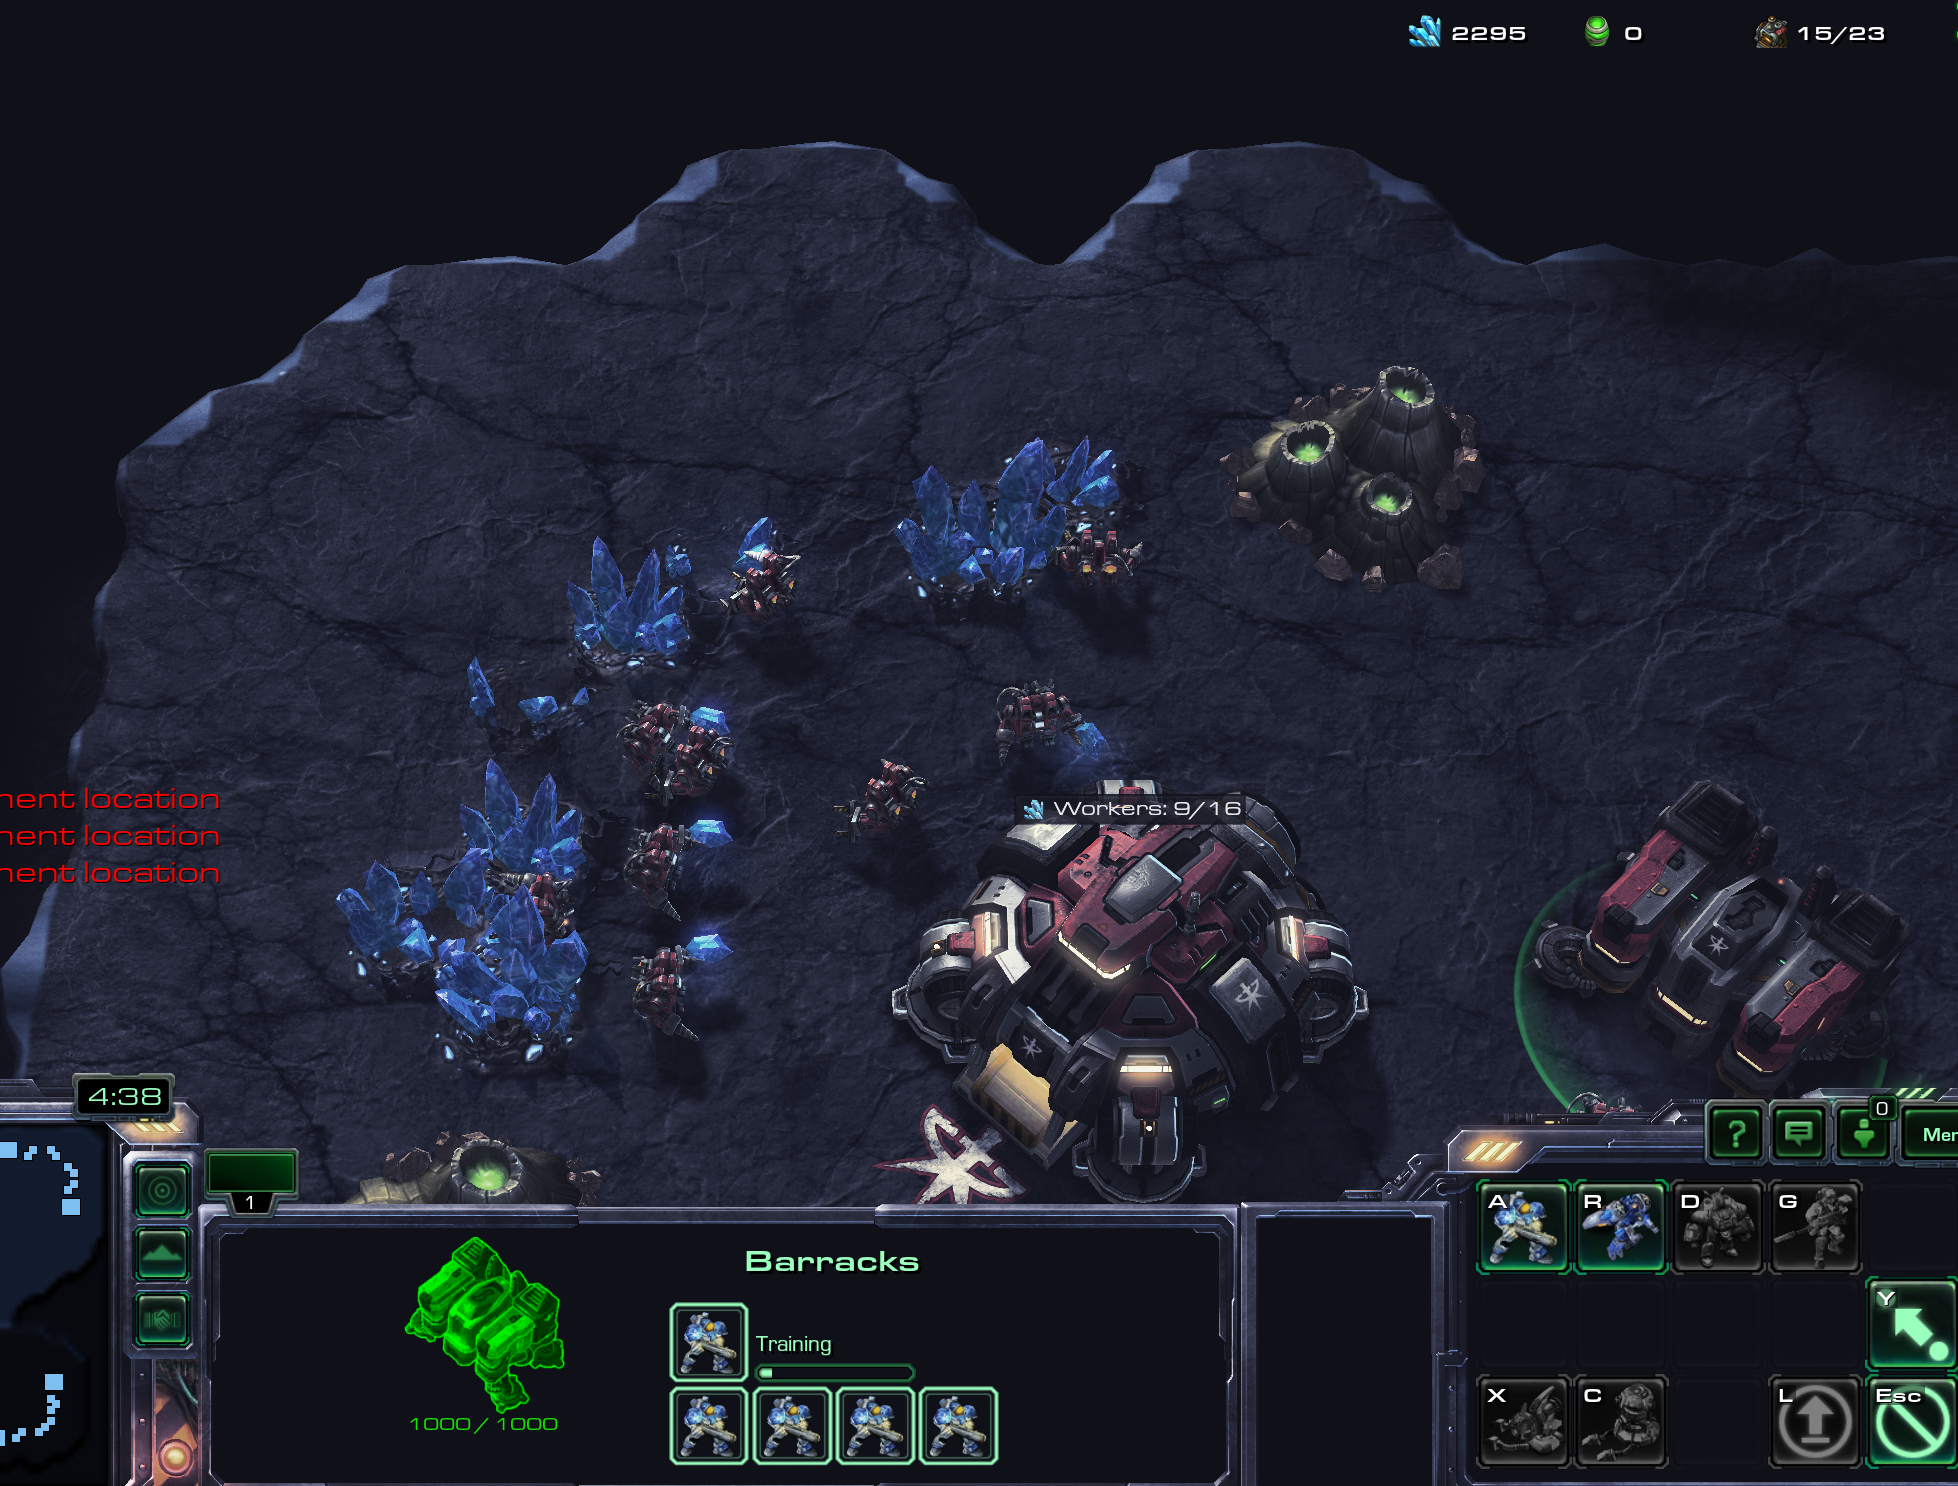 2295
0
15/23
Workers: 9/16
nent location
nent location
nent location
4:38
0
Men
1
Barracks
Training
1000 / 1000
A
R
D
G
Y
X
C
L
Esc